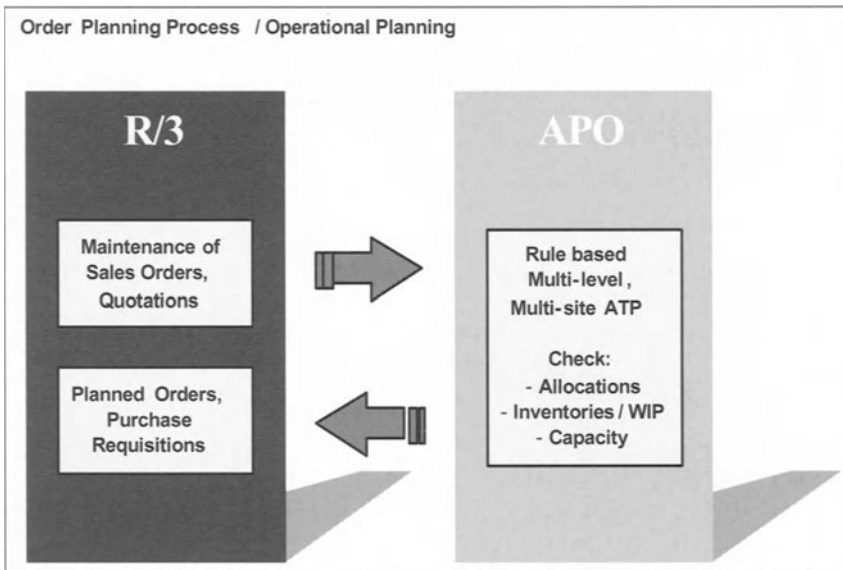 Order Planning Process / Operational Planning
R/3
Maintenance of
Sales Orders,
Quotations
Planned Orders,
Purchase
Requisitions
APO
Rule based
Multi-level,
Multi-site ATP
Check:
- Allocations
- Inventories / WIP
- Capacity